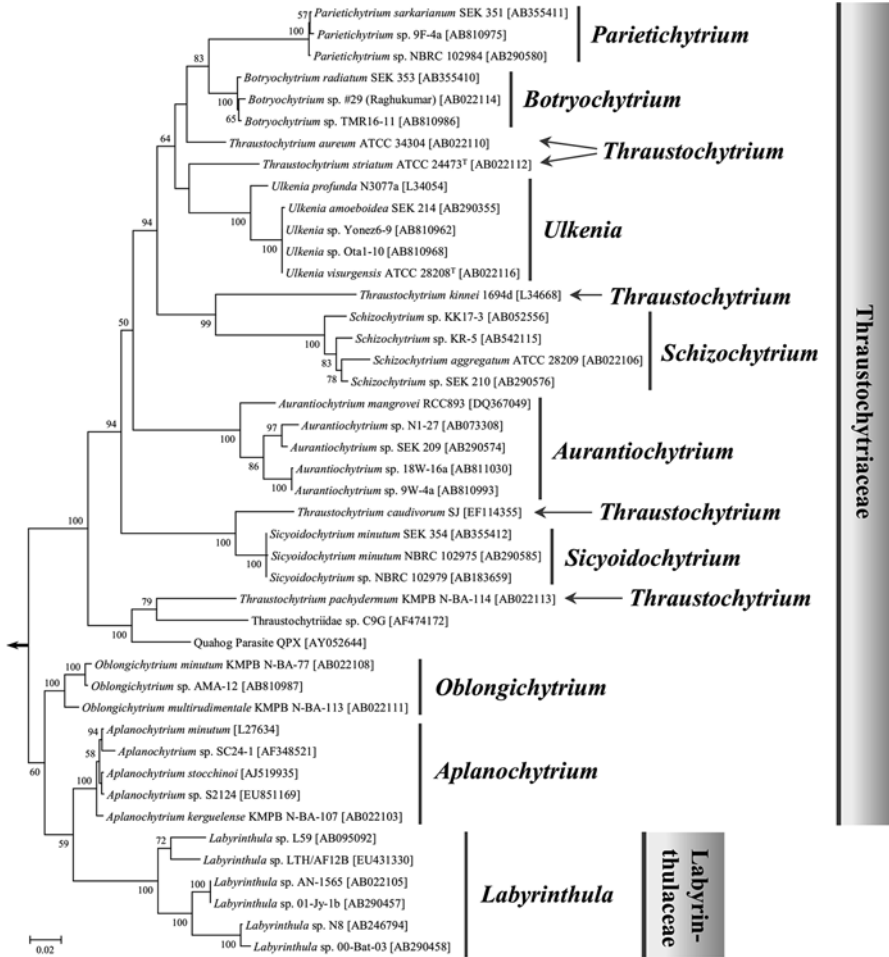 57
Parietichytrium sarkarianum SEK 351 [AB355411]
100
Parietichytrium sp. 9F-4a [AB810975]
Parietichytrium
Parietichytrium sp. NBRC 102984 [AB290580]
83
Botryochytrium radiatum SEK 353 [AB355410]
100
Botryochytrium sp. #29 (Raghukumar) [AB022114]
Botryochytrium
65
Botryochytrium sp. TMR16-11 [AB810986]
64
Thraustochytrium aureum ATCC 34304 [AB022110]
Thraustochytrium
Thraustochytrium striatum ATCC 24473ᵀ [AB022112]
Ulkenia profunda N3077a [L34054]
100
Ulkenia amoeboidea SEK 214 [AB290355]
94
Ulkenia sp. Yonez6-9 [AB810962]
Ulkenia
100
Ulkenia sp. Ota1-10 [AB810968]
Ulkenia visurgensis ATCC 28208ᵀ [AB022116]
Thraustochytrium kinnei 1694d [L34668]
Thraustochytrium
99
Schizochytrium sp. KK17-3 [AB052556]
50
100
Schizochytrium sp. KR-5 [AB542115]
Schizochytrium
83
Schizochytrium aggregatum ATCC 28209 [AB022106]
78
Schizochytrium sp. SEK 210 [AB290576]
Aurantiochytrium mangrovei RCC893 [DQ367049]
94
100
97
Aurantiochytrium sp. N1-27 [AB073308]
Aurantiochytrium sp. SEK 209 [AB290574]
Aurantiochytrium
86
Aurantiochytrium sp. 18W-16a [AB811030]
100
Aurantiochytrium sp. 9W-4a [AB810993]
Thraustochytrium caudivorum SJ [EF114355]
Thraustochytrium
100
100
Sicyoidochytrium minutum SEK 354 [AB355412]
100
Sicyoidochytrium minutum NBRC 102975 [AB290585]
Sicyoidochytrium
Sicyoidochytrium sp. NBRC 102979 [AB183659]
79
Thraustochytrium pachydermum KMPB N-BA-114 [AB022113]
Thraustochytrium
Thraustochytriidae sp. C9G [AF474172]
100
Quahog Parasite QPX [AY052644]
Thraustochytriaceae
100
Oblongichytrium minutum KMPB N-BA-77 [AB022108]
100
Oblongichytrium sp. AMA-12 [AB810987]
Oblongichytrium
Oblongichytrium multirudimentale KMPB N-BA-113 [AB022111]
94
Aplanochytrium minutum [L27634]
58
Aplanochytrium sp. SC24-1 [AF348521]
60
100
Aplanochytrium stocchinoi [AJ519935]
Aplanochytrium
Aplanochytrium sp. S2124 [EU851169]
Aplanochytrium kerguelense KMPB N-BA-107 [AB022103]
59
72
Labyrinthula sp. L59 [AB095092]
Labyrinthula sp. LTH/AF12B [EU431330]
100
100
Labyrinthula sp. AN-1565 [AB022105]
Labyrinthula
Labyrinthula sp. 01-Jy-1b [AB290457]
100
Labyrinthula sp. N8 [AB246794]
100
Labyrinthula sp. 00-Bat-03 [AB290458]
Labyrin-
thulaceae
0.02